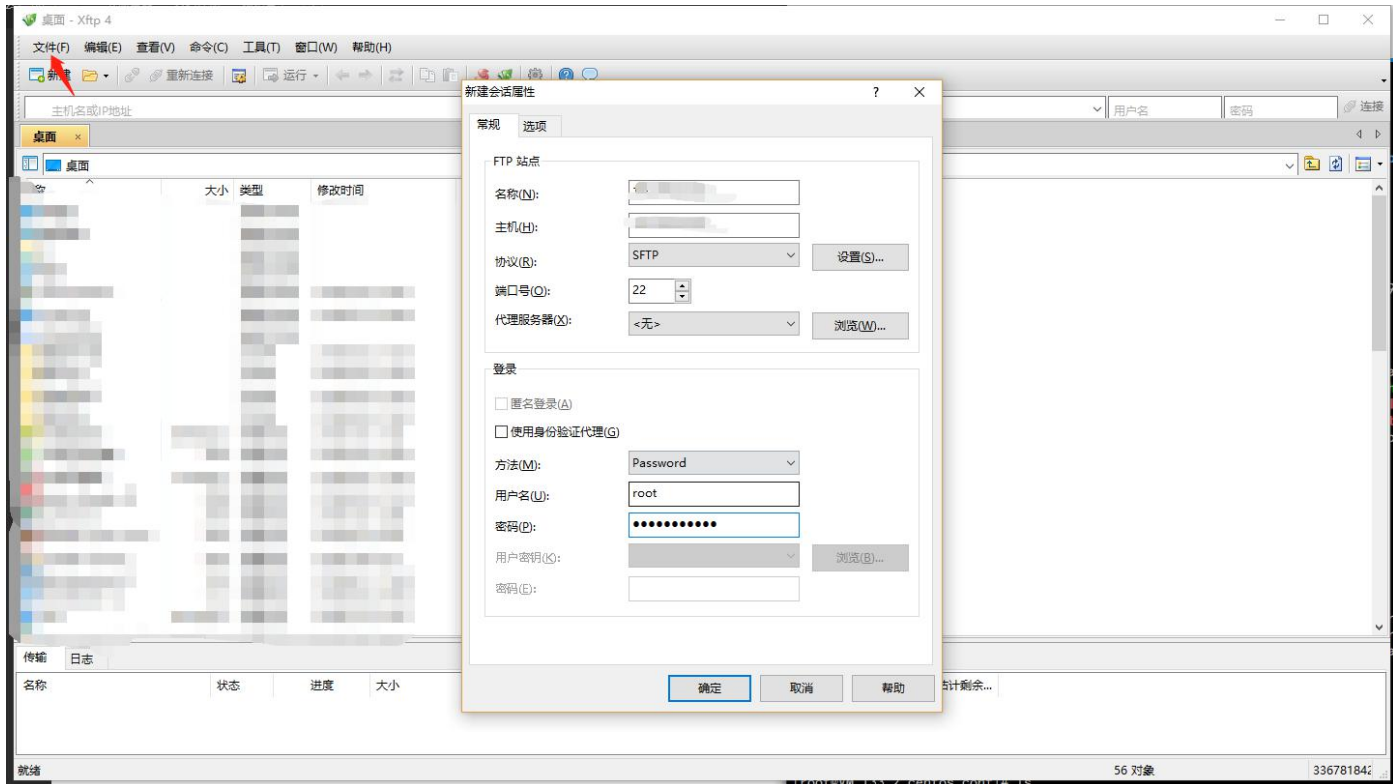 桌面 - Xftp 4
文件(F) 编辑(E) 查看(V) 命令(C) 工具(T) 窗口(W) 帮助(H)
新建 重新连接 运行
主机名或IP地址 用户名 密码 连接
桌面
桌面
大小 类型 修改时间
新建会话属性
常规 选项
FTP 站点
名称(N):
主机(H):
协议(R): SFTP 设置(S)...
端口号(O): 22
代理服务器(X): <无> 浏览(W)...
登录
匿名登录(A)
使用身份验证代理(G)
方法(M): Password
用户名(U): root
密码(P): ●●●●●●●●●●●
用户密钥(K): 浏览(B)...
密码(E):
确定 取消 帮助
传输 日志
名称 状态 进度 大小 估计剩余...
就绪 56 对象 336781842